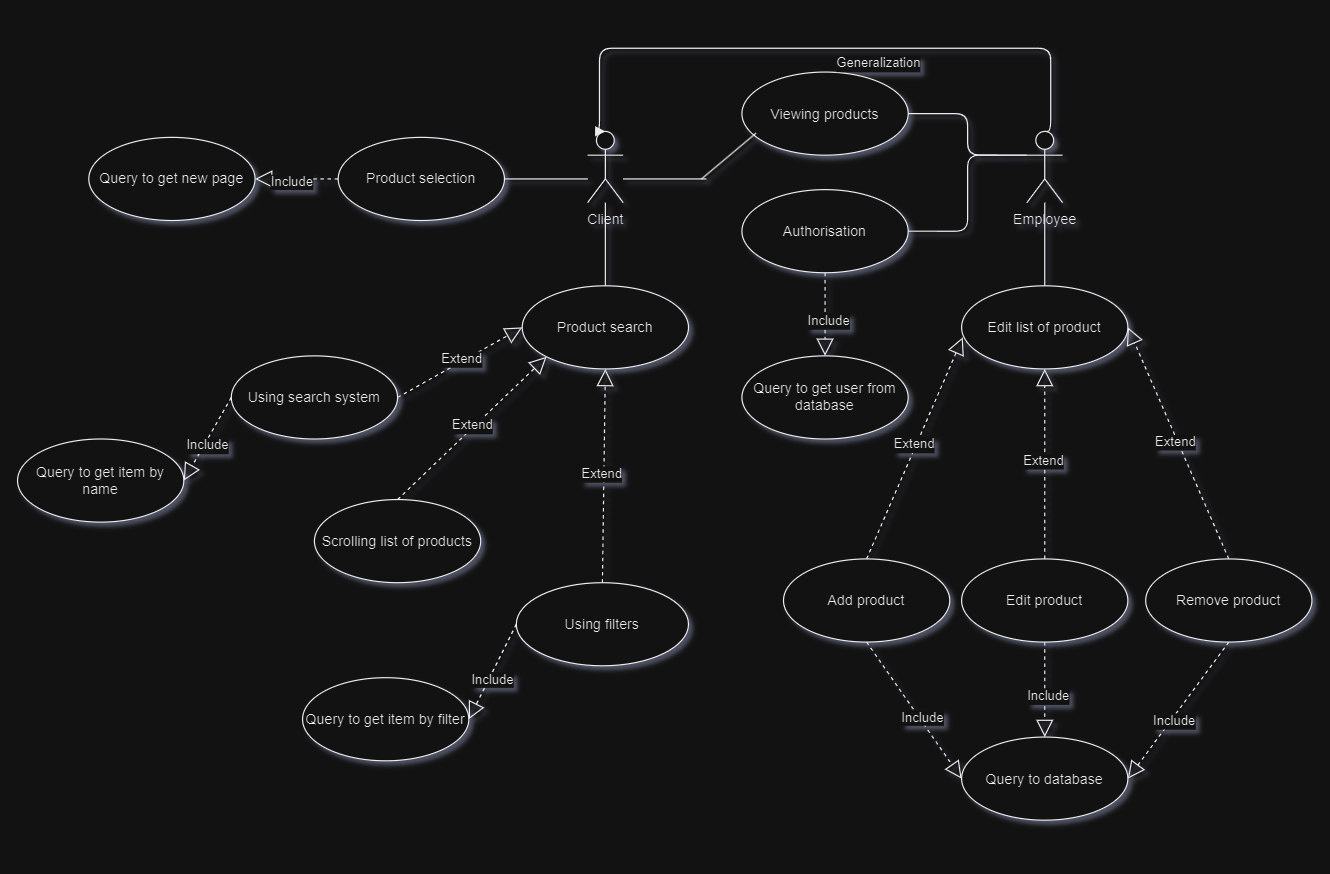 Generalization
Viewing products
Query to get new page
Include
Product selection
Client
Employee
Authorisation
Include
Product search
Edit list of product
Extend
Using search system
Extend
Include
Query to get user from
database
Query to get item by
name
Extend
Extend
Extend
Extend
Scrolling list of products
Add product
Edit product
Remove product
Using filters
Include
Query to get item by filter
Include
Include
Include
Query to database